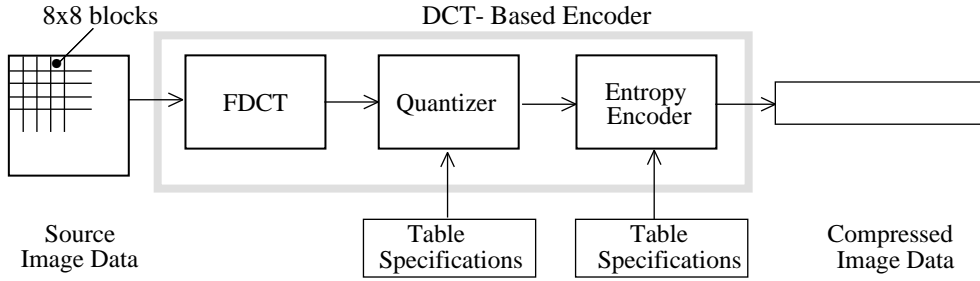 8x8 blocks
DCT- Based Encoder
FDCT
Quantizer
Entropy
Encoder
Source
Image Data
Table
Specifications
Table
Specifications
Compressed
Image Data